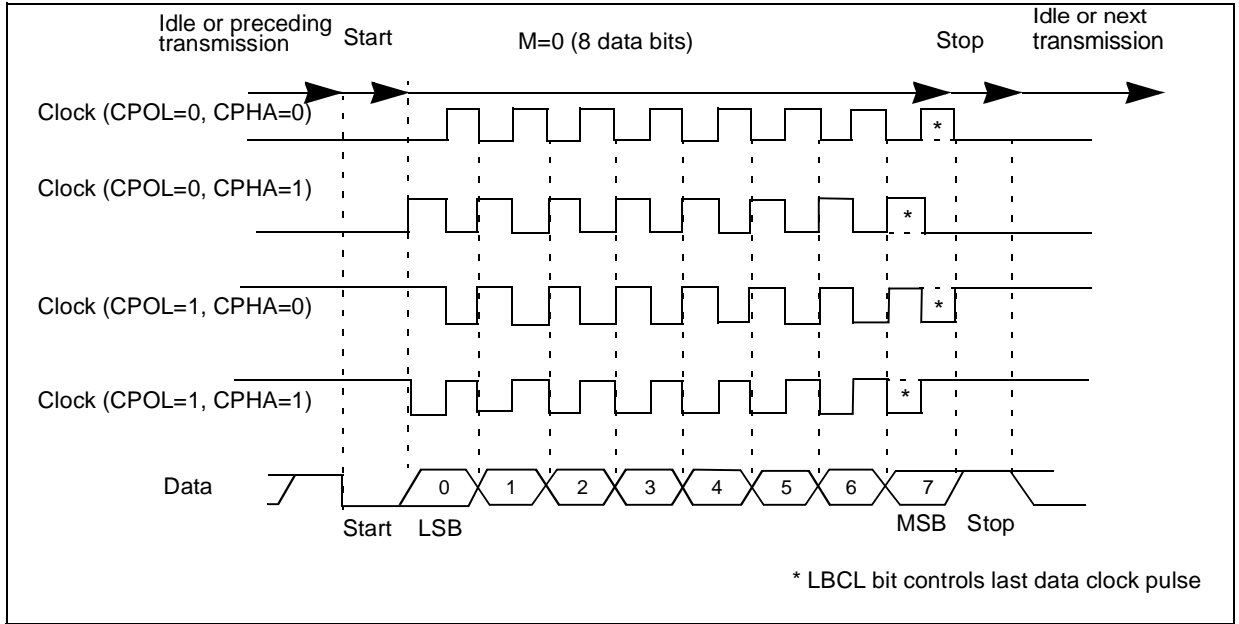 Idle or preceding
transmission
Start
M=0 (8 data bits)
Stop
Idle or next
transmission
Clock (CPOL=0, CPHA=0)
*
Clock (CPOL=0, CPHA=1)
*
Clock (CPOL=1, CPHA=0)
*
Clock (CPOL=1, CPHA=1)
*
Data
0 1 2 3 4 5 6 7
Start LSB MSB Stop
* LBCL bit controls last data clock pulse